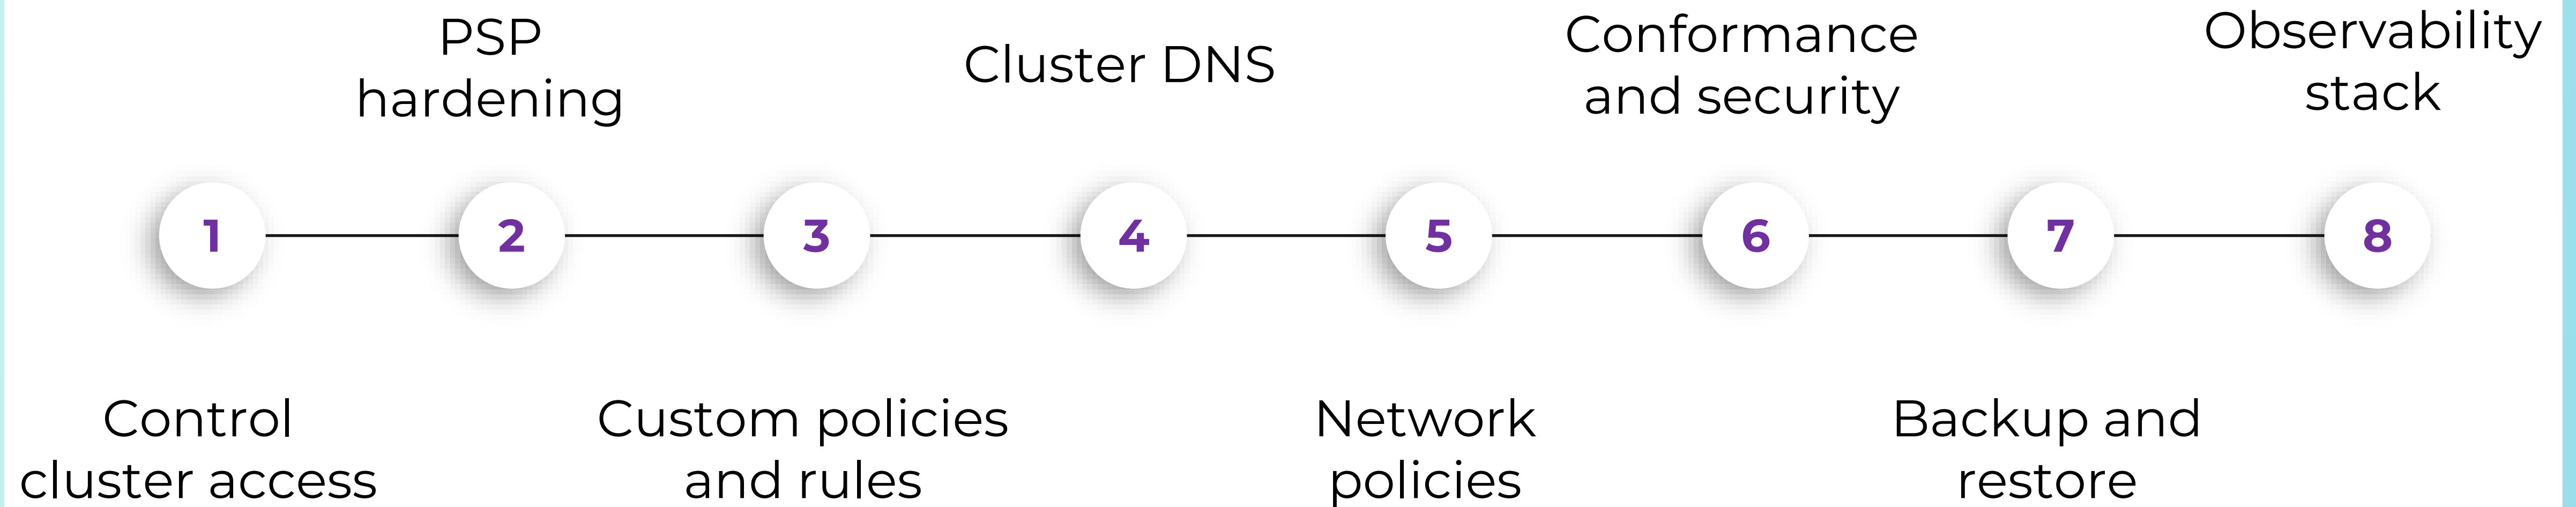 PSP
hardening
Cluster DNS
Conformance
and security
Observability
stack
1
2
3
4
5
6
7
8
Control
cluster access
Custom policies
and rules
Network
policies
Backup and
restore